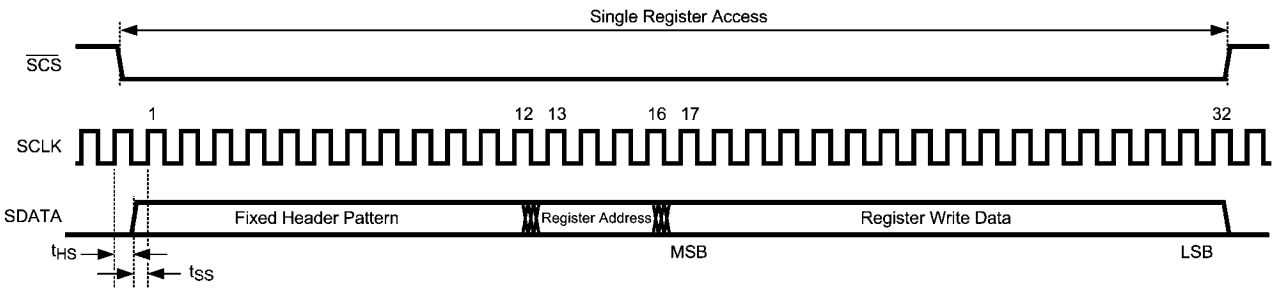 Single Register Access
SCS
1 12 13 16 17 32
SCLK
SDATA Fixed Header Pattern Register Address Register Write Data
tHS MSB LSB
tSS